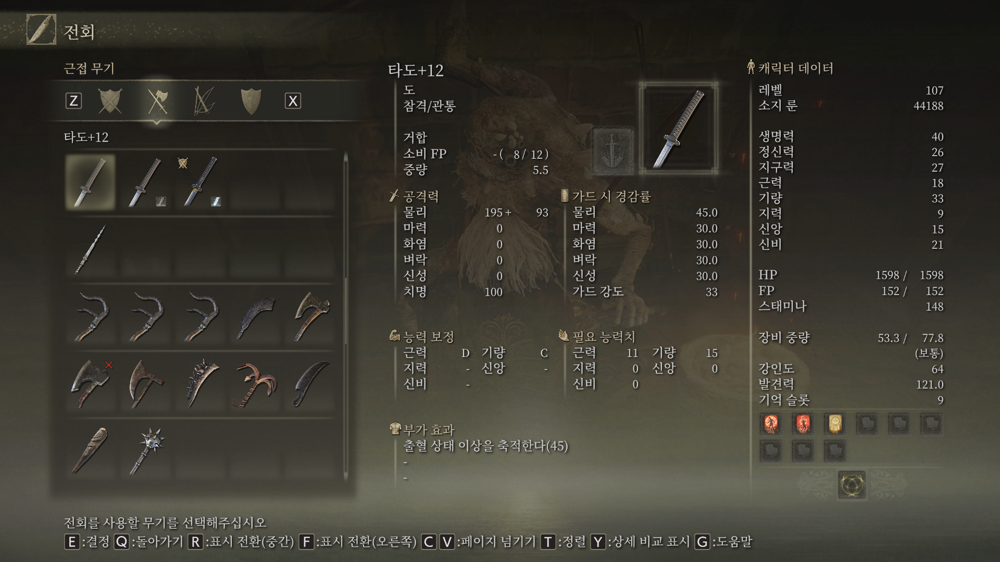 전회
근접 무기
Z X
타도+12
타도+12
도
참격/관통
거합
소비 FP -( 8/ 12 )
중량 5.5
공격력
물리 195 + 93
마력 0
화염 0
벼락 0
신성 0
치명 100
가드 시 경감률
물리 45.0
마력 30.0
화염 30.0
벼락 30.0
신성 30.0
가드 강도 33
능력 보정
근력 D 기량 C
지력 - 신앙 -
신비 -
필요 능력치
근력 11 기량 15
지력 0 신앙 0
신비 0
부가 효과
출혈 상태 이상을 축적한다(45)
-
-
캐릭터 데이터
레벨 107
소지 룬 44188
생명력 40
정신력 26
지구력 27
근력 18
기량 33
지력 9
신앙 15
신비 21
HP 1598 / 1598
FP 152 / 152
스태미나 148
장비 중량 53.3 / 77.8
(보통)
강인도 64
발견력 121.0
기억 슬롯 9
전회를 사용할 무기를 선택해주십시오
E:결정 Q:돌아가기 R:표시 전환(중간) F:표시 전환(오른쪽) C V:페이지 넘기기 T:정렬 Y:상세 비교 표시 G:도움말